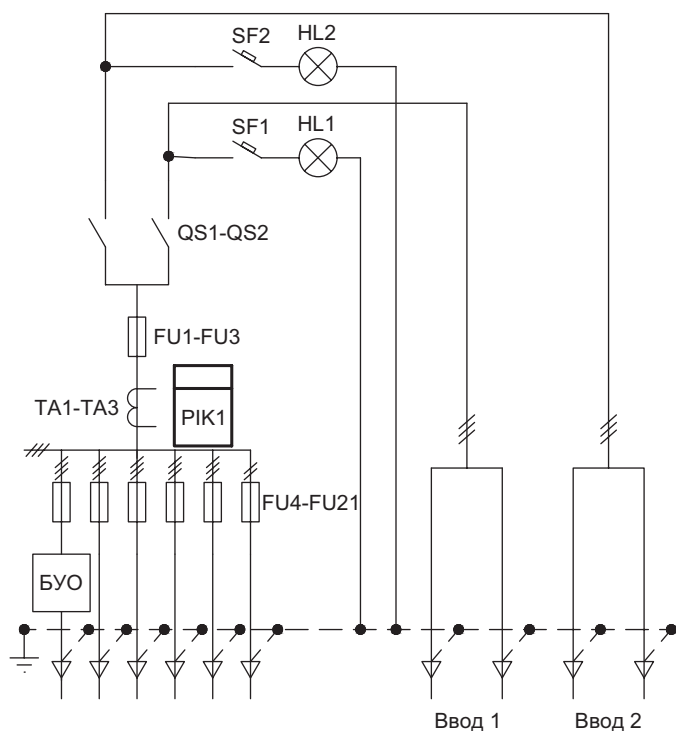 SF2 HL2
SF1 HL1
QS1-QS2
FU1-FU3
TA1-TA3
PIK1
FU4-FU21
БУО
Ввод 1 Ввод 2